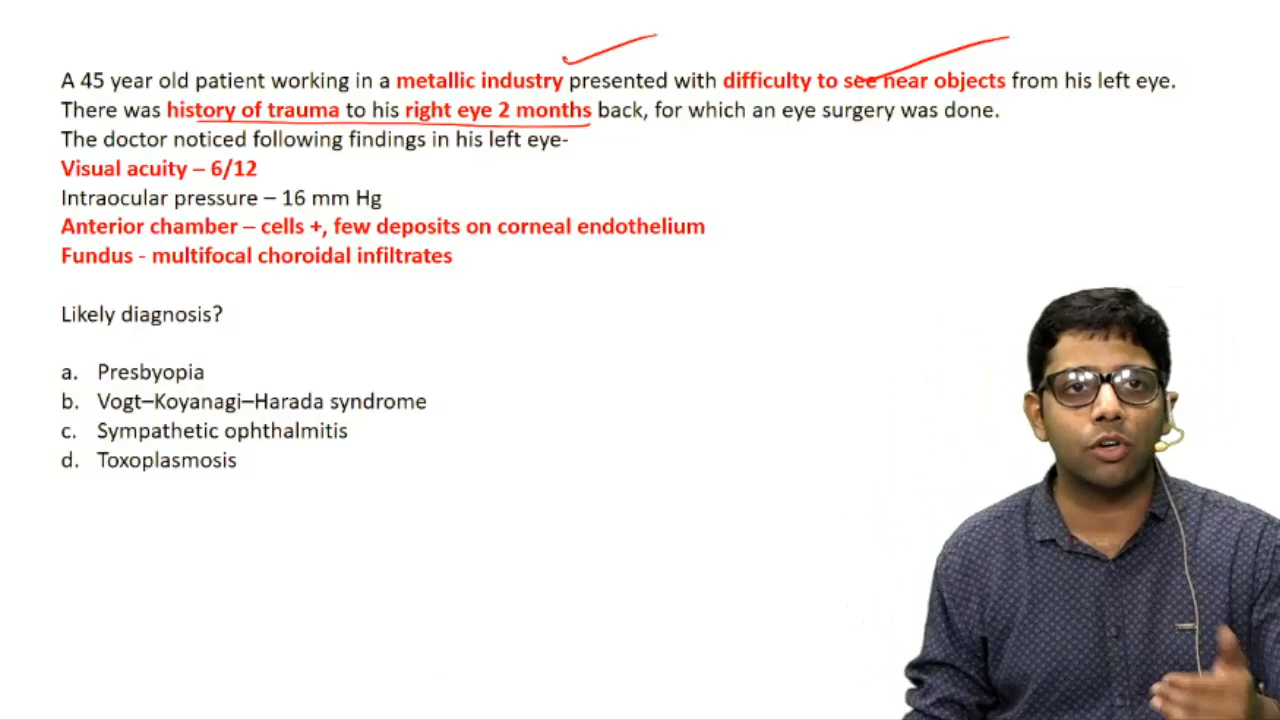 A 45 year old patient working in a metallic industry presented with difficulty to see near objects from his left eye.
There was history of trauma to his right eye 2 months back, for which an eye surgery was done.
The doctor noticed following findings in his left eye-
Visual acuity – 6/12
Intraocular pressure – 16 mm Hg
Anterior chamber – cells +, few deposits on corneal endothelium
Fundus - multifocal choroidal infiltrates
Likely diagnosis?
a. Presbyopia
b. Vogt–Koyanagi–Harada syndrome
c. Sympathetic ophthalmitis
d. Toxoplasmosis